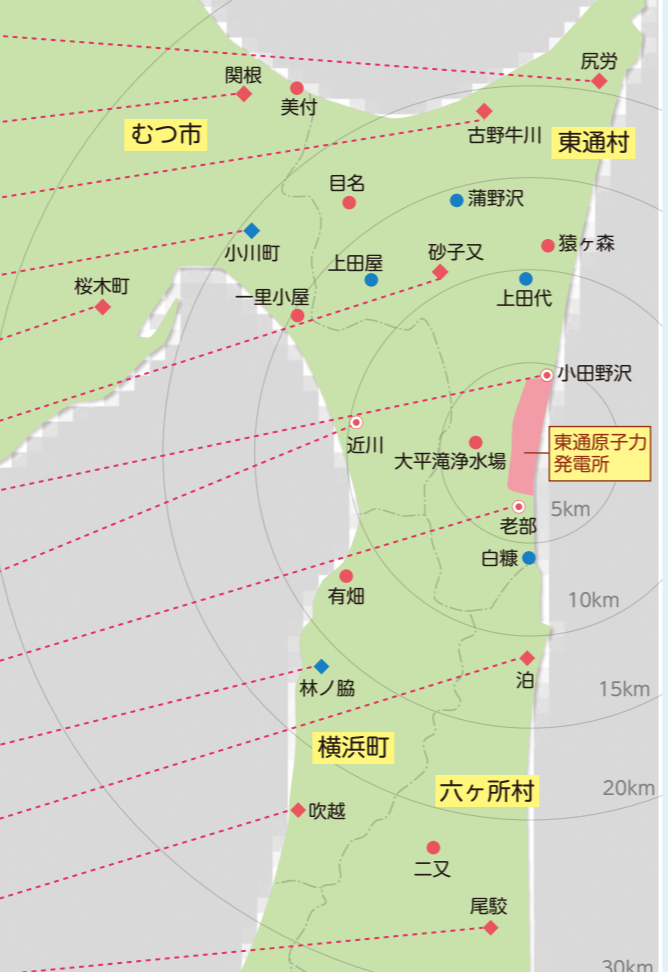 尻労
関根
美付
古野牛川
むつ市
東通村
目名
蒲野沢
小川町
砂子又
猿ヶ森
上田屋
桜木町
一里小屋
上田代
小田野沢
近川
大平滝浄水場
東通原子力
発電所
5km
老部
白糠
有畑
10km
泊
林ノ脇
15km
横浜町
六ヶ所村
20km
吹越
二又
尾駮
30km